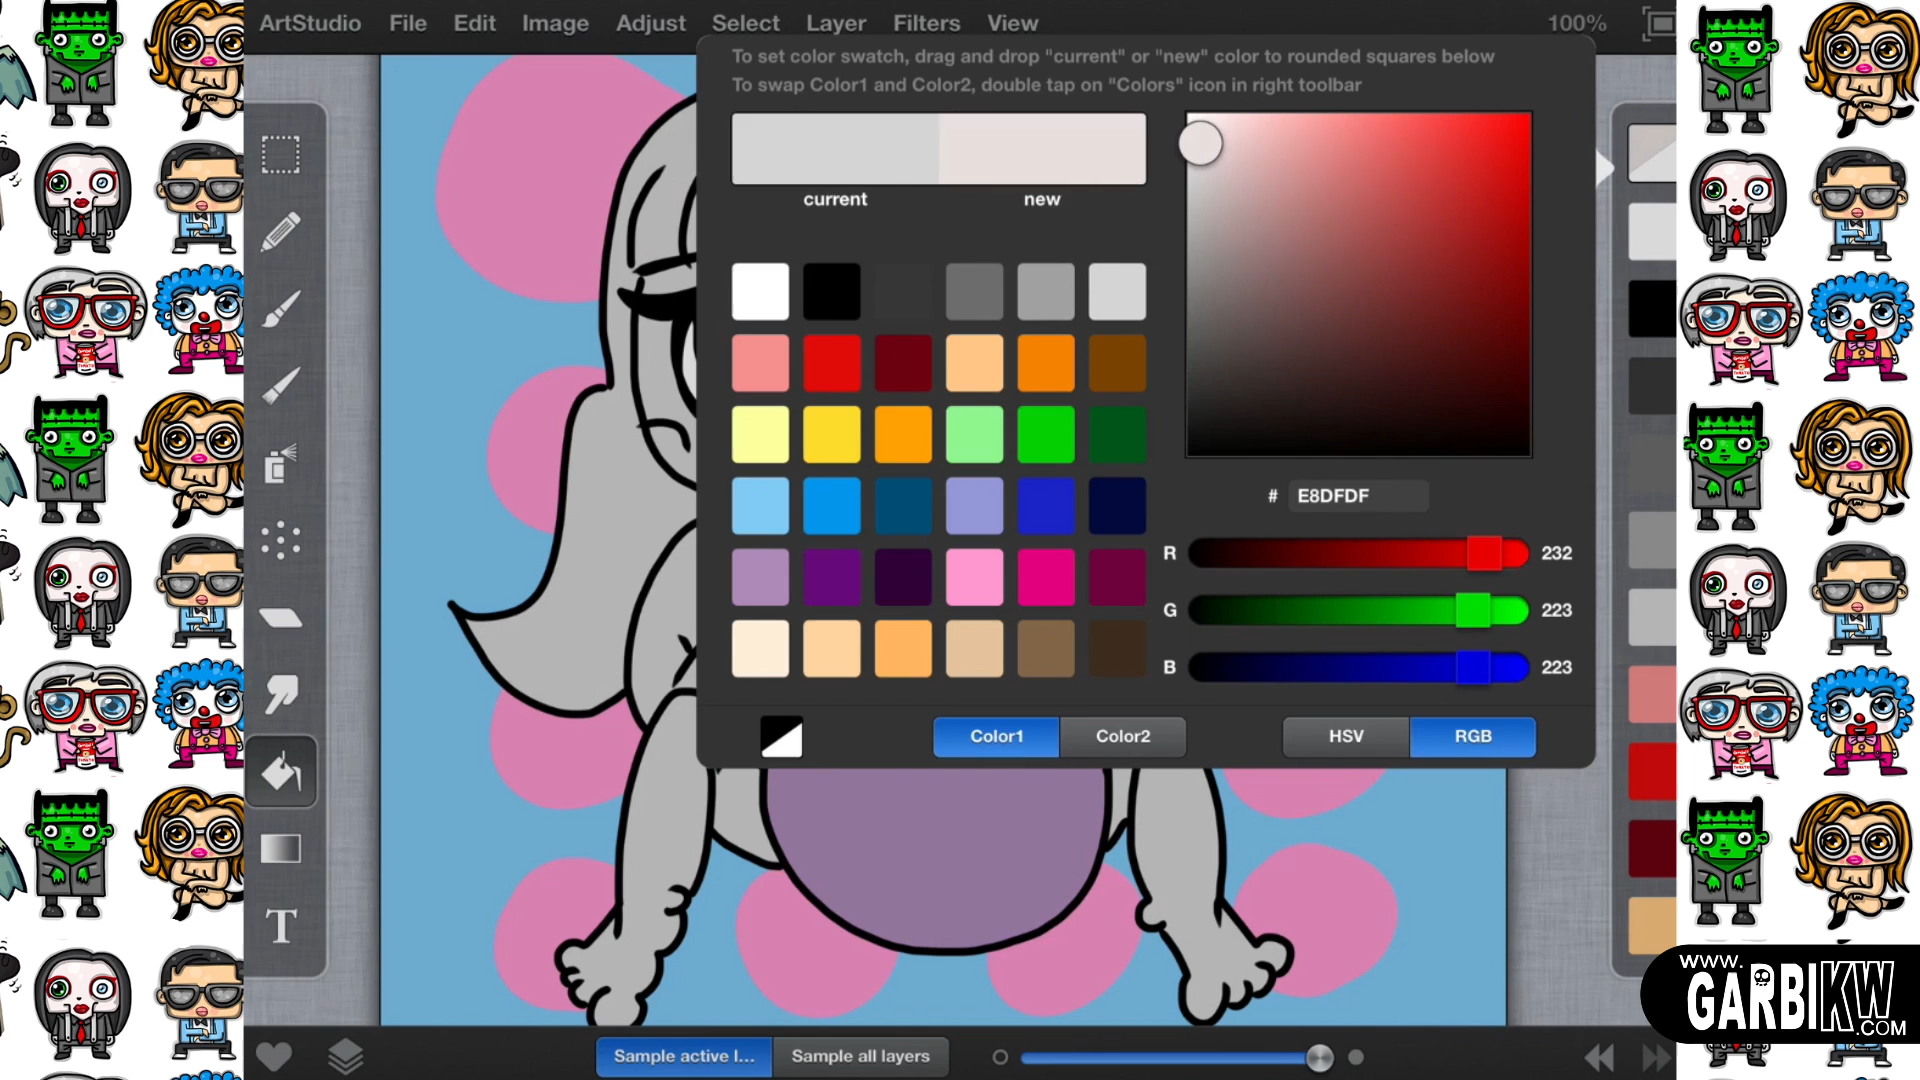 ArtStudio File Edit Image Adjust Select Layer Filters View 100%
To set color swatch, drag and drop "current" or "new" color to rounded squares below
To swap Color1 and Color2, double tap on "Colors" icon in right toolbar
current new
# E8DFDF
R 232
G 223
B 223
Color1 Color2 HSV RGB
T
Sample active l... Sample all layers
www.
GARBIKW
.COM